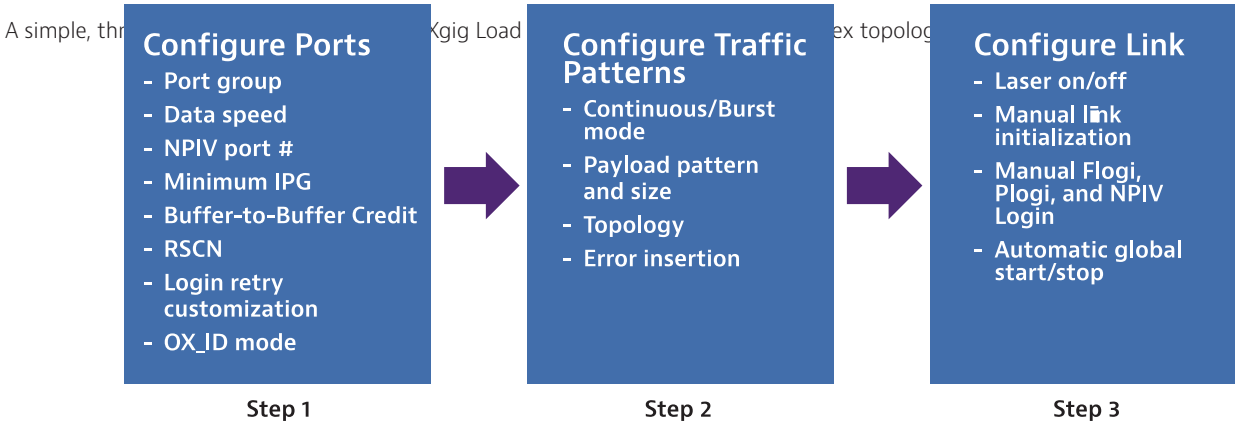 A simple, Xgig Load topolog
Configure Ports
- Port group
- Data speed
- NPIV port #
- Minimum IPG
- Buffer-to-Buffer Credit
- RSCN
- Login retry
customization
- OX_ID mode
Step 1
Configure Traffic
Patterns
- Continuous/Burst
mode
- Payload pattern
and size
- Topology
- Error insertion
Step 2
Configure Link
- Laser on/off
- Manual link
initialization
- Manual Flogi,
Plogi, and NPIV
Login
- Automatic global
start/stop
Step 3